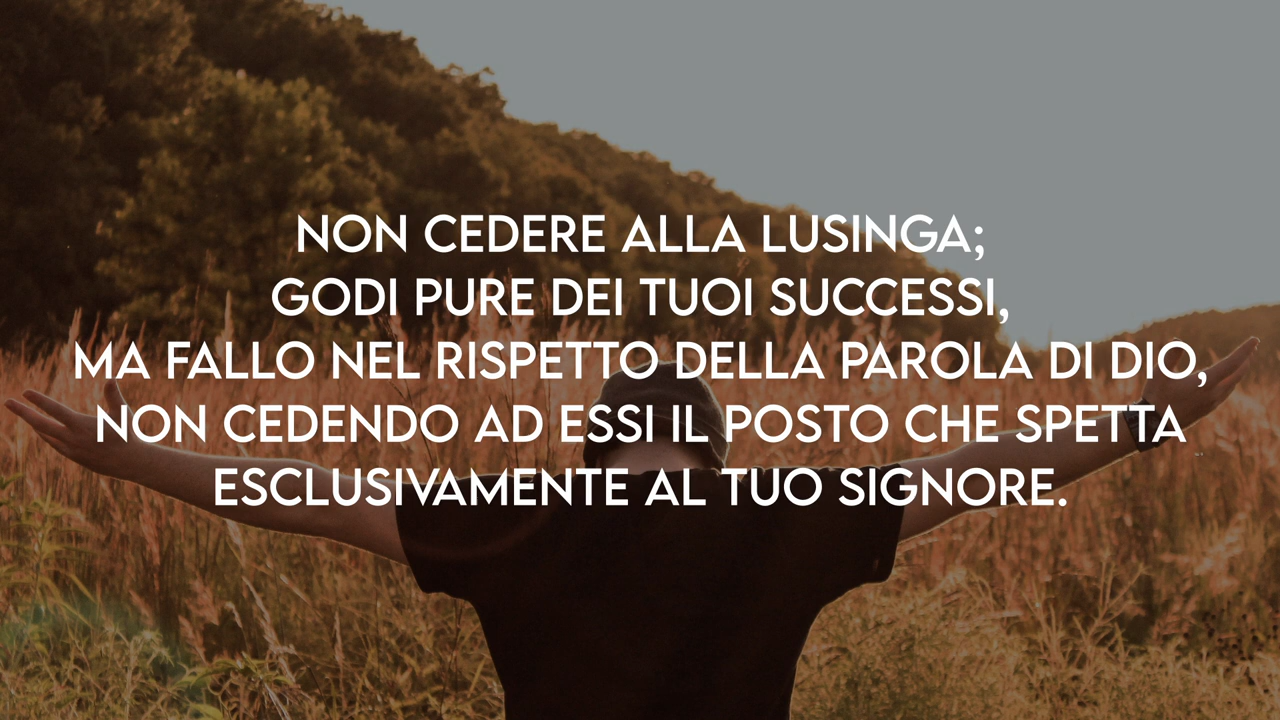 NON CEDERE ALLA LUSINGA;
GODI PURE DEI TUOI SUCCESSI,
MA FALLO NEL RISPETTO DELLA PAROLA DI DIO,
NON CEDENDO AD ESSI IL POSTO CHE SPETTA
ESCLUSIVAMENTE AL TUO SIGNORE.